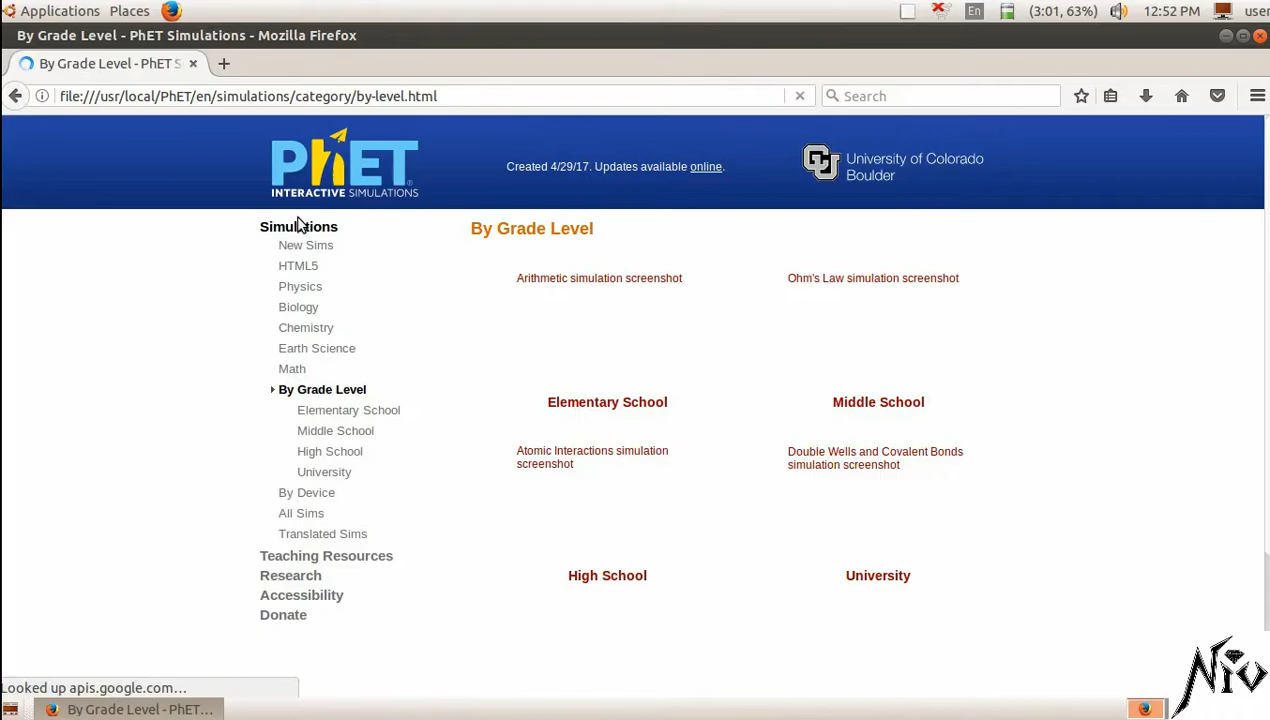 Applications Places En (3:01, 63%) 12:52 PM user
By Grade Level - PhET Simulations - Mozilla Firefox
By Grade Level - PhET S
file:///usr/local/PhET/en/simulations/category/by-level.html Search
PhET
INTERACTIVE SIMULATIONS
Created 4/29/17. Updates available online.
CU University of Colorado
Boulder
Simulations
New Sims
HTML5
Physics
Biology
Chemistry
Earth Science
Math
By Grade Level
Elementary School
Middle School
High School
University
By Device
All Sims
Translated Sims
Teaching Resources
Research
Accessibility
Donate
By Grade Level
Arithmetic simulation screenshot
Ohm's Law simulation screenshot
Elementary School
Middle School
Atomic Interactions simulation
screenshot
Double Wells and Covalent Bonds
simulation screenshot
High School
University
Looked up apis.google.com...
By Grade Level - PhET...
Niv